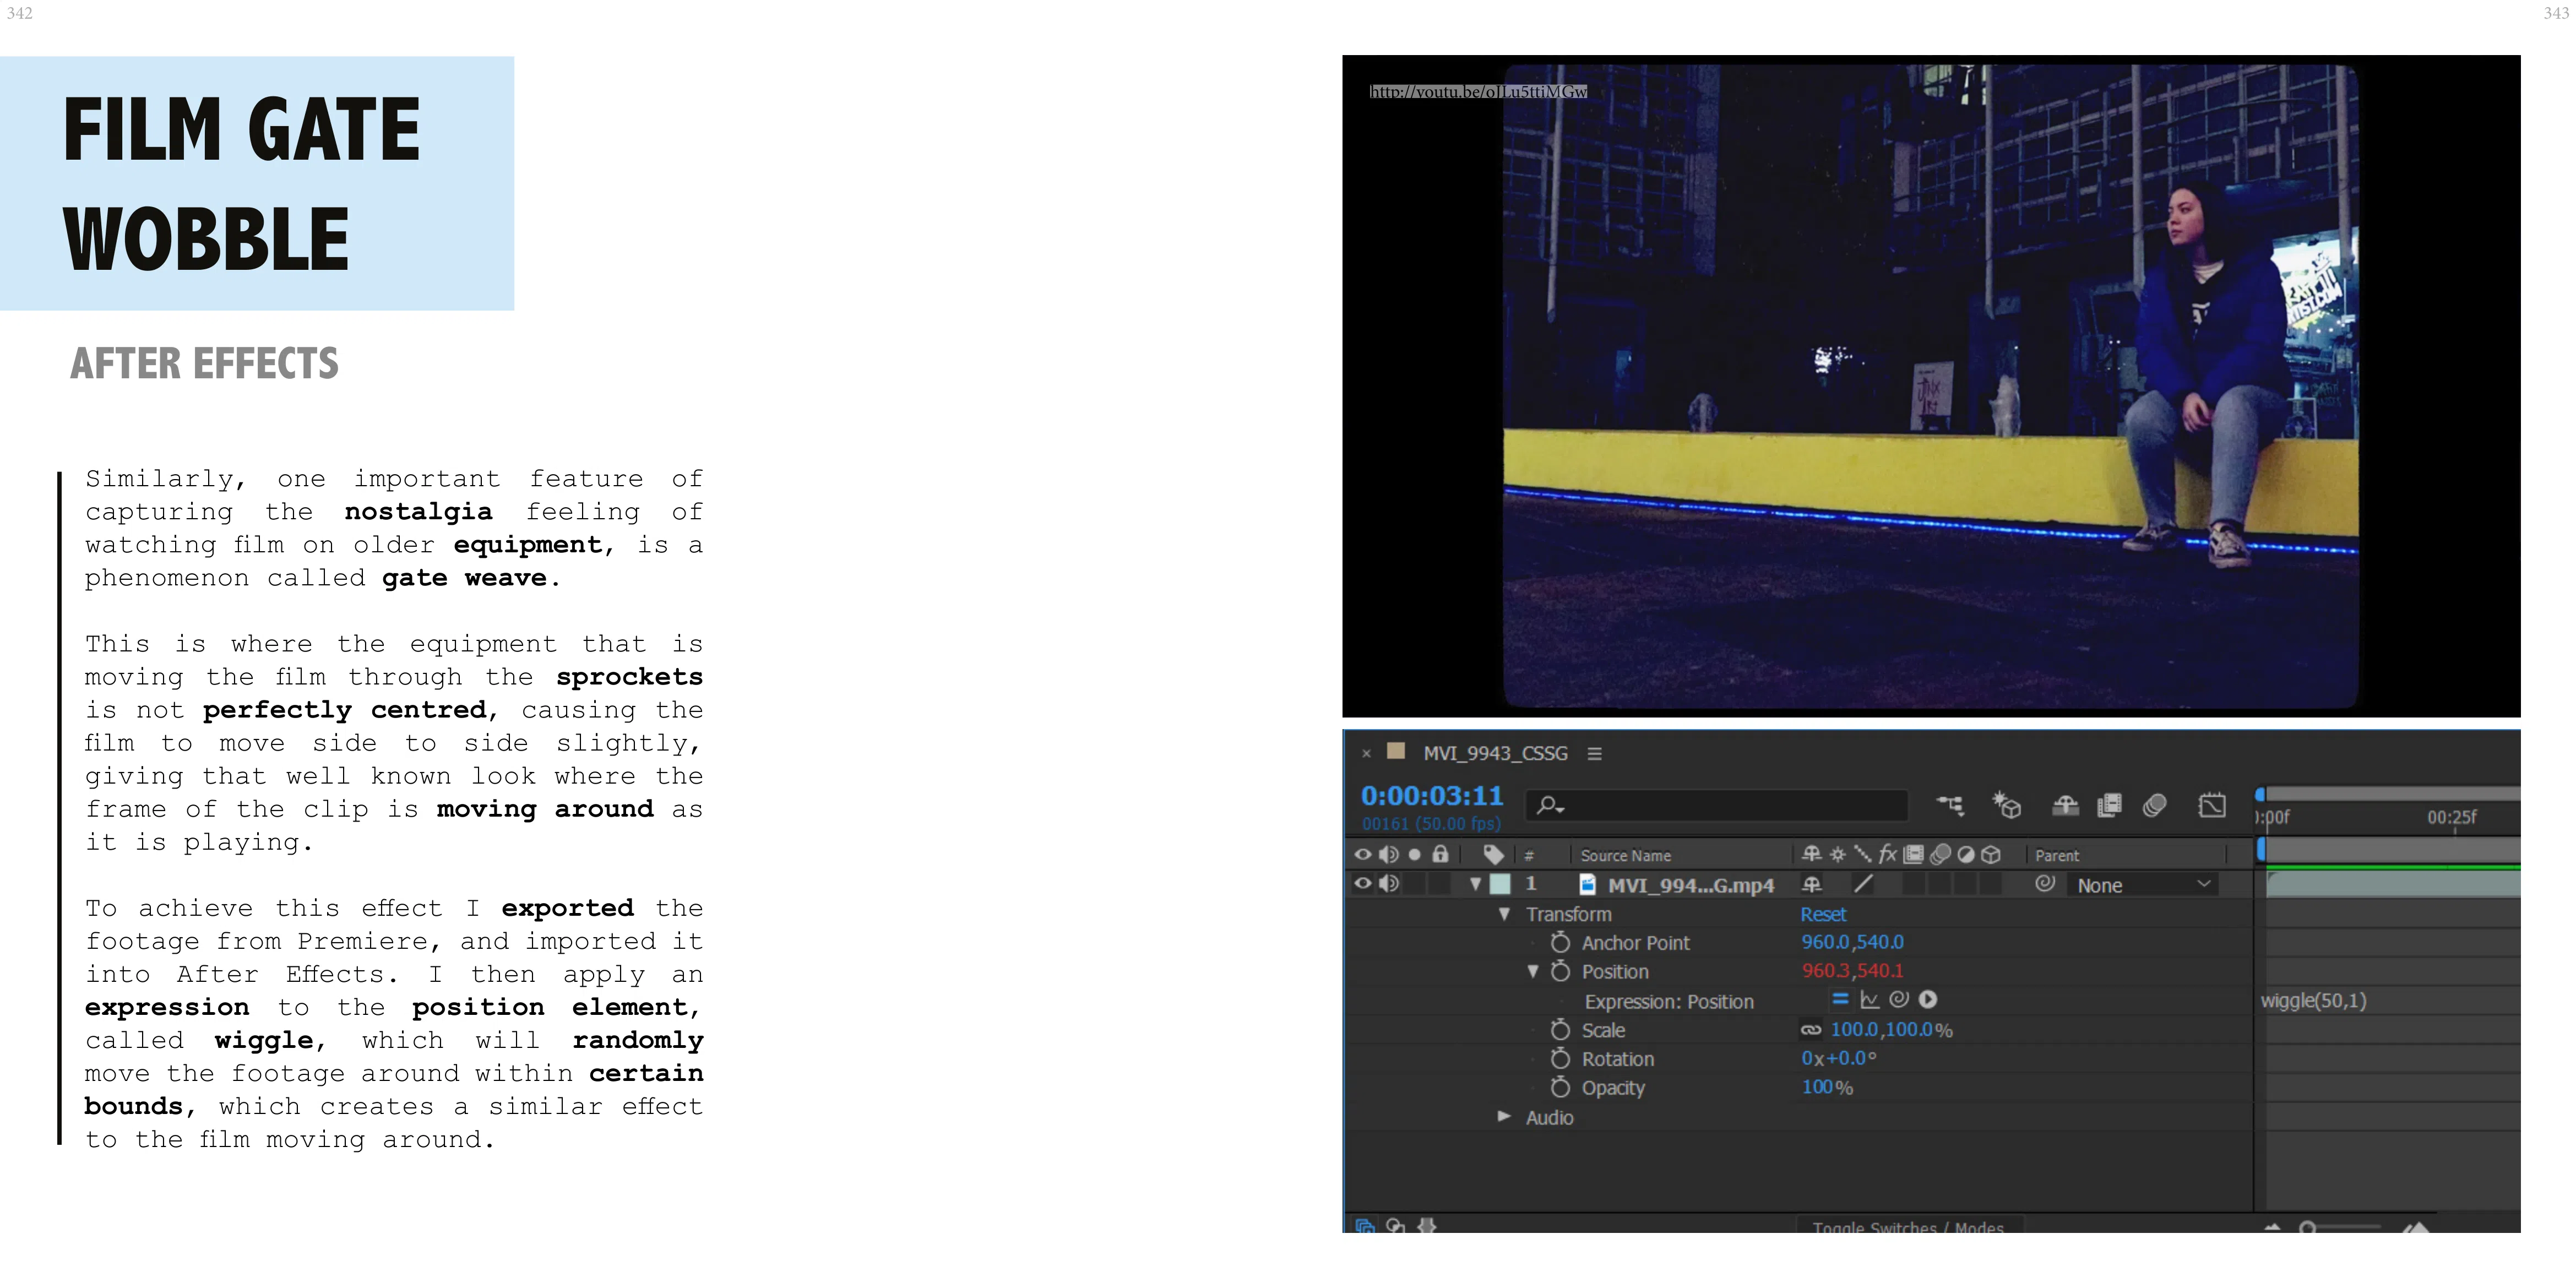 342
343
FILM GATE
WOBBLE
AFTER EFFECTS
Similarly, one important feature of
capturing the nostalgia feeling of
watching film on older equipment, is a
phenomenon called gate weave.
This is where the equipment that is
moving the film through the sprockets
is not perfectly centred, causing the
film to move side to side slightly,
giving that well known look where the
frame of the clip is moving around as
it is playing.
To achieve this effect I exported the
footage from Premiere, and imported it
into After Effects. I then apply an
expression to the position element,
called wiggle, which will randomly
move the footage around within certain
bounds, which creates a similar effect
to the film moving around.
http://youtu.be/oJLu5ttiMGw
MVI_9943_CSSG
0:00:03:11
00161 (50.00 fps)
):00f 00:25f
# Source Name Parent
1 MVI_994...G.mp4 None
Transform Reset
Anchor Point 960.0,540.0
Position 960.3,540.1
Expression: Position wiggle(50,1)
Scale 100.0,100.0%
Rotation 0x+0.0°
Opacity 100%
Audio
Toggle Switches / Modes